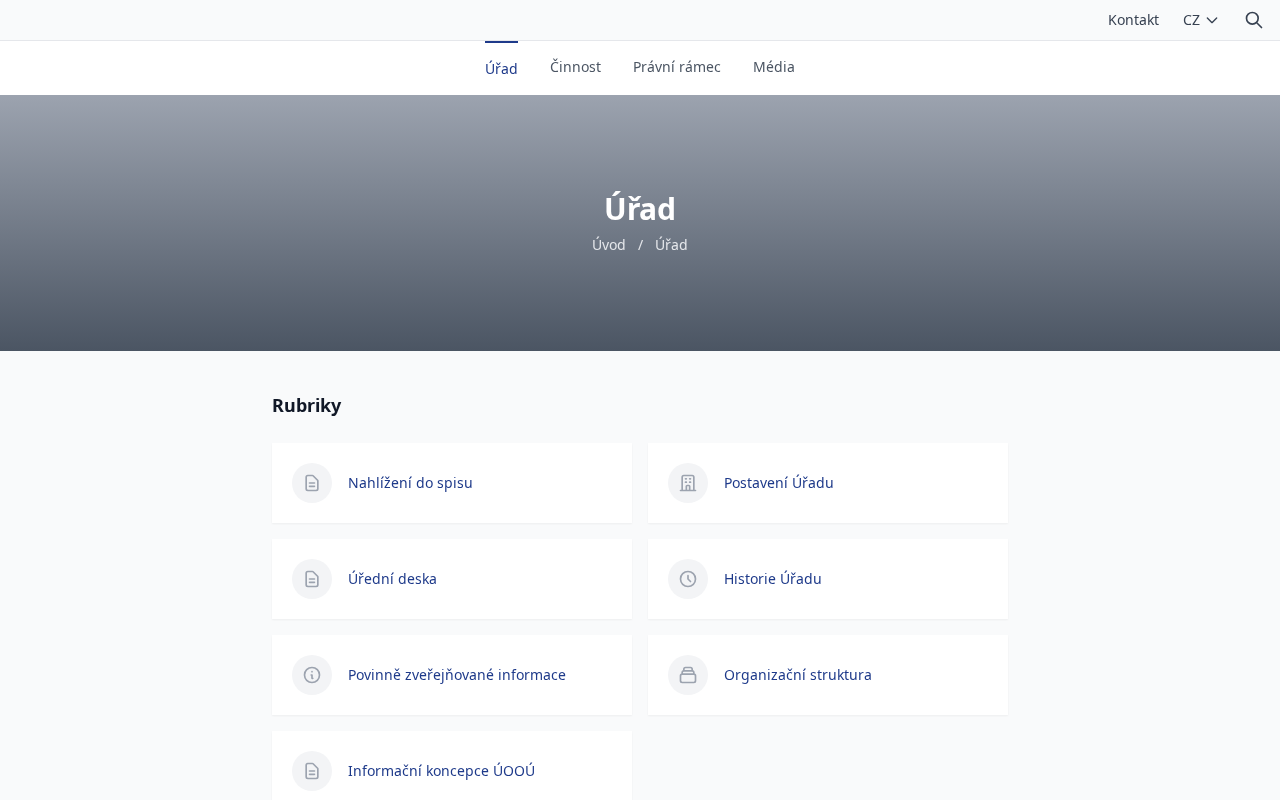 Kontakt
CZ
Úřad
Činnost
Právní rámec
Média
Úřad
Úvod / Úřad
Rubriky
Nahlížení do spisu
Postavení Úřadu
Úřední deska
Historie Úřadu
Povinně zveřejňované informace
Organizační struktura
Informační koncepce ÚOOÚ